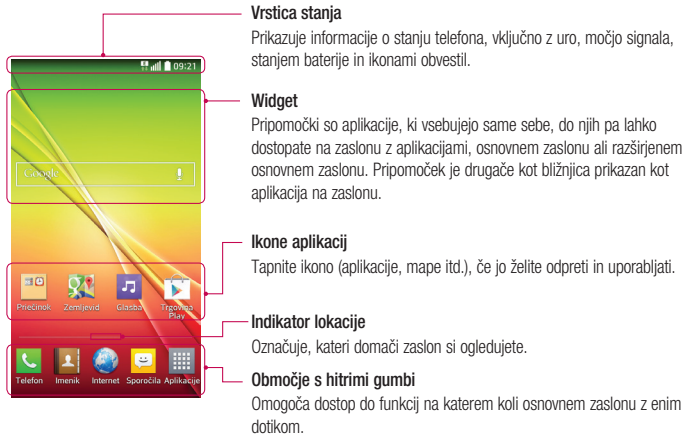 Vrstica stanja
Prikazuje informacije o stanju telefona, vključno z uro, močjo signala,
stanjem baterije in ikonami obvestil.
09:21
Widget
Pripomočki so aplikacije, ki vsebujejo same sebe, do njih pa lahko
dostopate na zaslonu z aplikacijami, osnovnem zaslonu ali razširjenem
osnovnem zaslonu. Pripomoček je drugače kot bližnjica prikazan kot
aplikacija na zaslonu.
Google
Ikone aplikacij
Tapnite ikono (aplikacije, mape itd.), če jo želite odpreti in uporabljati.
Priečinok Zemljevid Glasba Trgovina
Play
Indikator lokacije
Označuje, kateri domači zaslon si ogledujete.
Telefon Imenik Internet Sporočila Aplikacije
Območje s hitrimi gumbi
Omogoča dostop do funkcij na katerem koli osnovnem zaslonu z enim
dotikom.